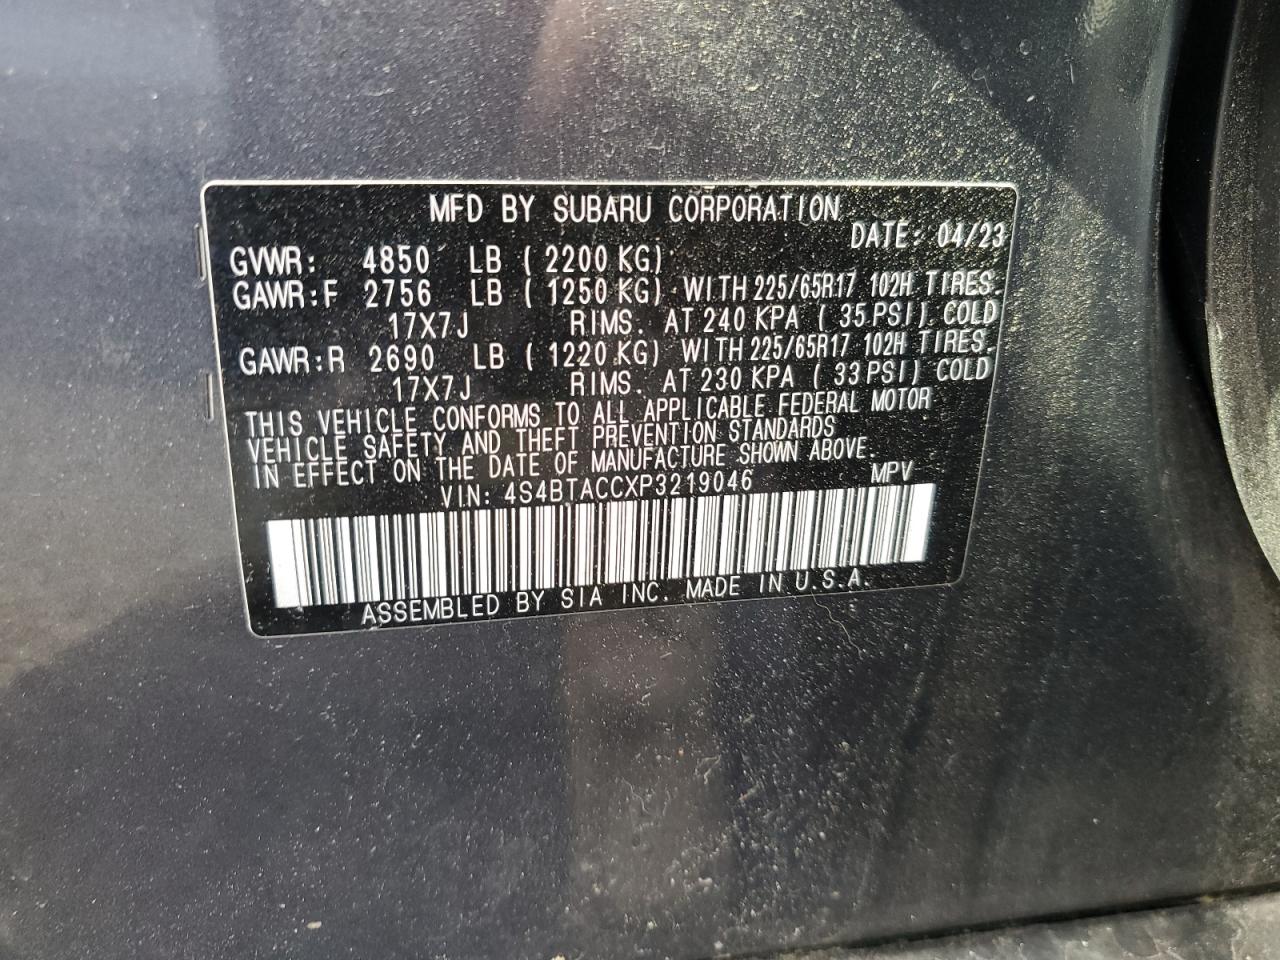 MFD BY SUBARU CORPORATION
DATE: 04/23
GVWR: 4850 LB ( 2200 KG)
GAWR:F 2756 LB ( 1250 KG) WITH 225/65R17 102H TIRES.
17X7J RIMS. AT 240 KPA ( 35 PSI) COLD
GAWR:R 2690 LB ( 1220 KG) WITH 225/65R17 102H TIRES.
17X7J RIMS. AT 230 KPA ( 33 PSI) COLD
THIS VEHICLE CONFORMS TO ALL APPLICABLE FEDERAL MOTOR
VEHICLE SAFETY AND THEFT PREVENTION STANDARDS
IN EFFECT ON THE DATE OF MANUFACTURE SHOWN ABOVE.
VIN: 4S4BTACCXP3219046 MPV
ASSEMBLED BY SIA INC. MADE IN U.S.A.